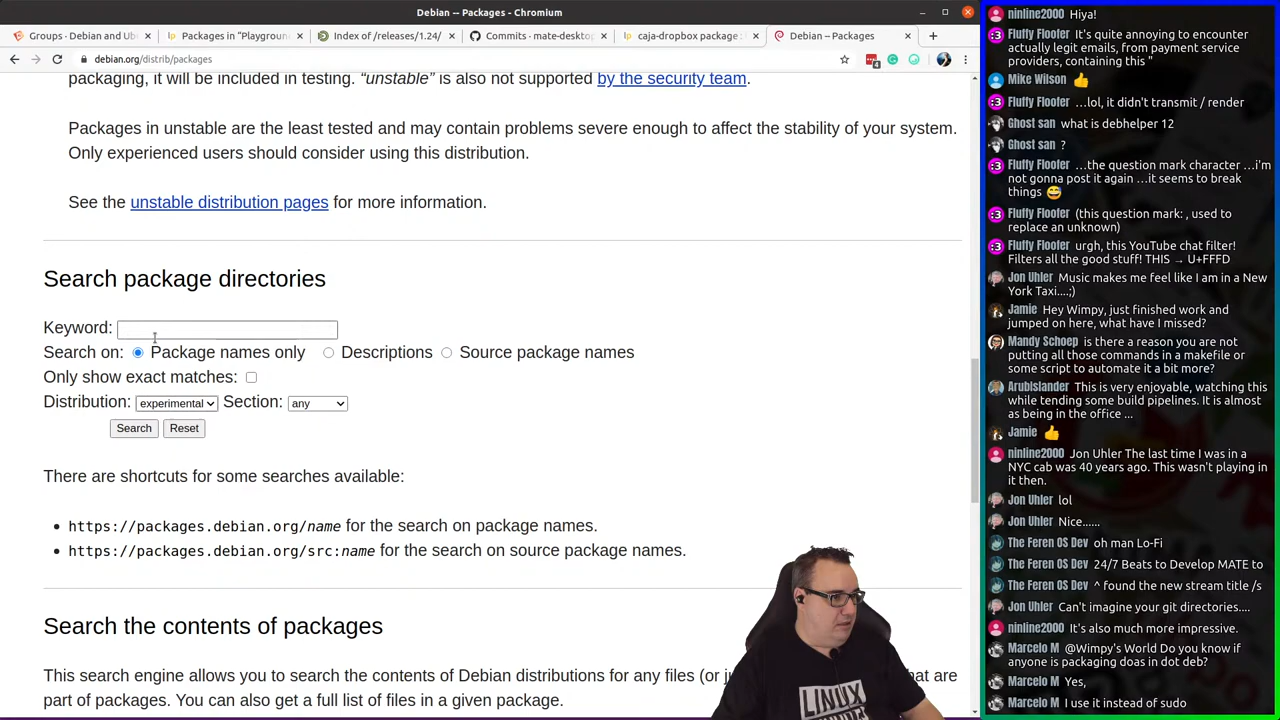 Debian -- Packages - Chromium
Groups - Debian and Ub
Packages in "Playground
Index of /releases/1.24/
Commits · mate-desktop
caja-dropbox package :
Debian -- Packages
debian.org/distrib/packages
packaging, it will be included in testing. "unstable" is also not supported by the security team.
Packages in unstable are the least tested and may contain problems severe enough to affect the stability of your system.
Only experienced users should consider using this distribution.
See the unstable distribution pages for more information.
Search package directories
Keyword:
Search on: Package names only Descriptions Source package names
Only show exact matches:
Distribution: experimental Section: any
Search Reset
There are shortcuts for some searches available:
https://packages.debian.org/name for the search on package names.
https://packages.debian.org/src:name for the search on source package names.
Search the contents of packages
This search engine allows you to search the contents of Debian distributions for any files (or that are
part of packages. You can also get a full list of files in a given package.
LINUX
ninline2000 Hiya!
Fluffy Floofer It's quite annoying to encounter
actually legit emails, from payment service
providers, containing this "
Mike Wilson 👍
Fluffy Floofer …lol, it didn't transmit / render
Ghost san what is debhelper 12
Ghost san ?
Fluffy Floofer …the question mark character …i'm
not gonna post it again …it seems to break
things 😅
Fluffy Floofer (this question mark: , used to
replace an unknown)
Fluffy Floofer urgh, this YouTube chat filter!
Filters all the good stuff! THIS → U+FFFD
Jon Uhler Music makes me feel like I am in a New
York Taxi....;)
Jamie Hey Wimpy, just finished work and
jumped on here, what have I missed?
Mandy Schoep is there a reason you are not
putting all those commands in a makefile or
some script to automate it a bit more?
ArubIslander This is very enjoyable, watching this
while tending some build pipelines. It is almost
as being in the office ...
Jamie 👍
ninline2000 Jon Uhler The last time I was in a
NYC cab was 40 years ago. This wasn't playing in
it then.
Jon Uhler lol
Jon Uhler Nice......
The Feren OS Dev oh man Lo-Fi
The Feren OS Dev 24/7 Beats to Develop MATE to
The Feren OS Dev ^ found the new stream title /s
Jon Uhler Can't imagine your git directories....
ninline2000 It's also much more impressive.
Marcelo M @Wimpy's World Do you know if
anyone is packaging doas in dot deb?
Marcelo M Yes,
Marcelo M I use it instead of sudo